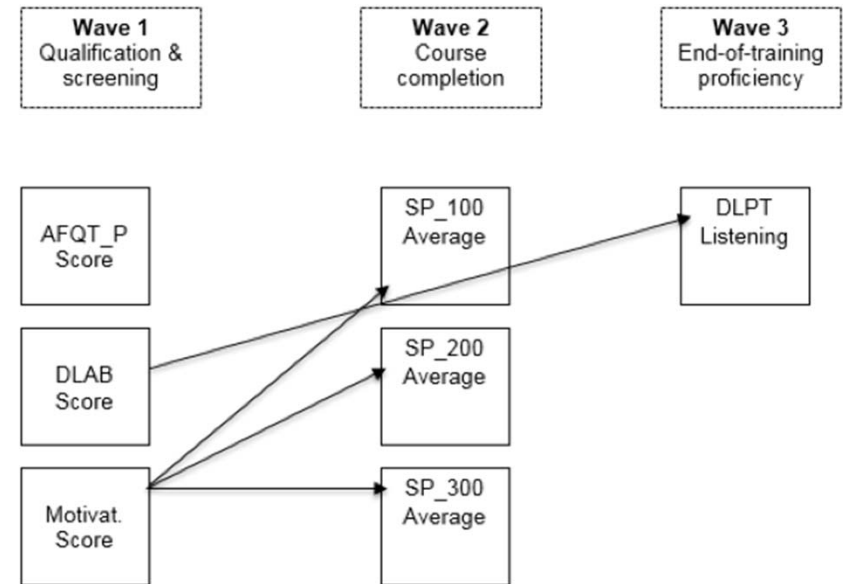 Wave 1
Qualification &
screening
Wave 2
Course
completion
Wave 3
End-of-training
proficiency
AFQT_P
Score
SP_100
Average
DLPT
Listening
DLAB
Score
SP_200
Average
Motivat.
Score
SP_300
Average